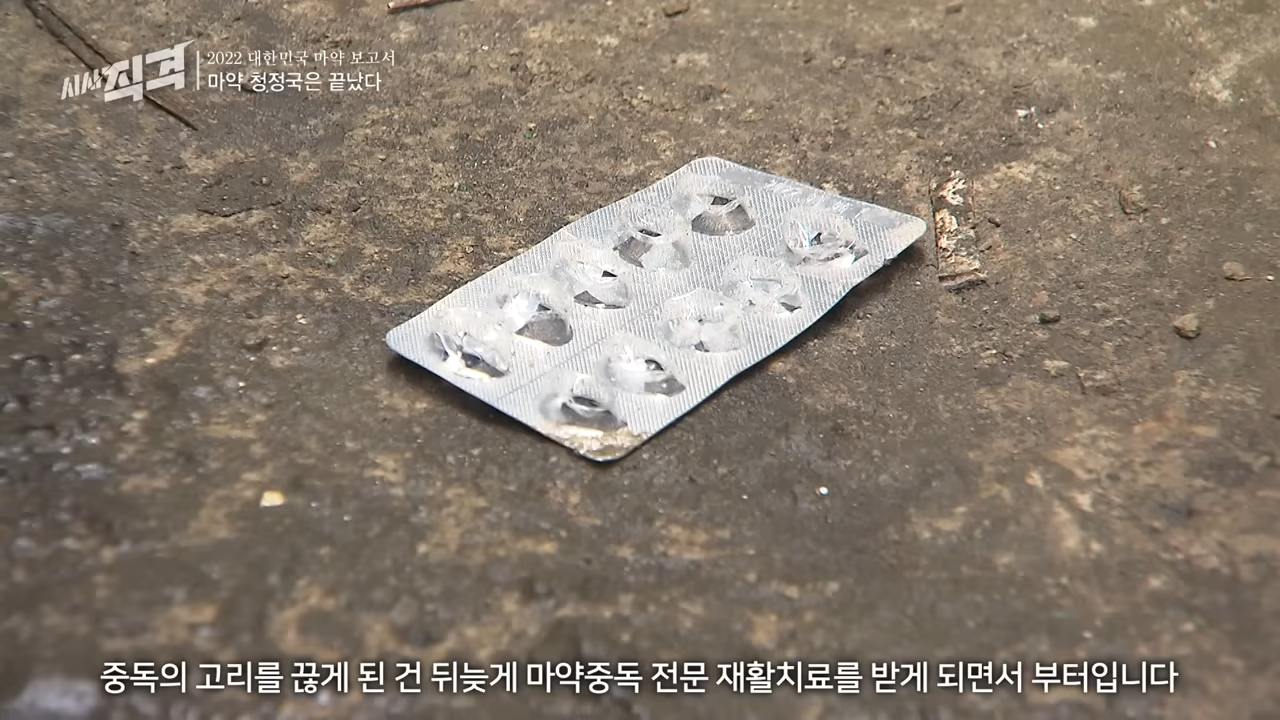 시사직격
2022 대한민국 마약 보고서
마약 청정국은 끝났다
중독의 고리를 끊게 된 건 뒤늦게 마약중독 전문 재활치료를 받게 되면서 부터입니다